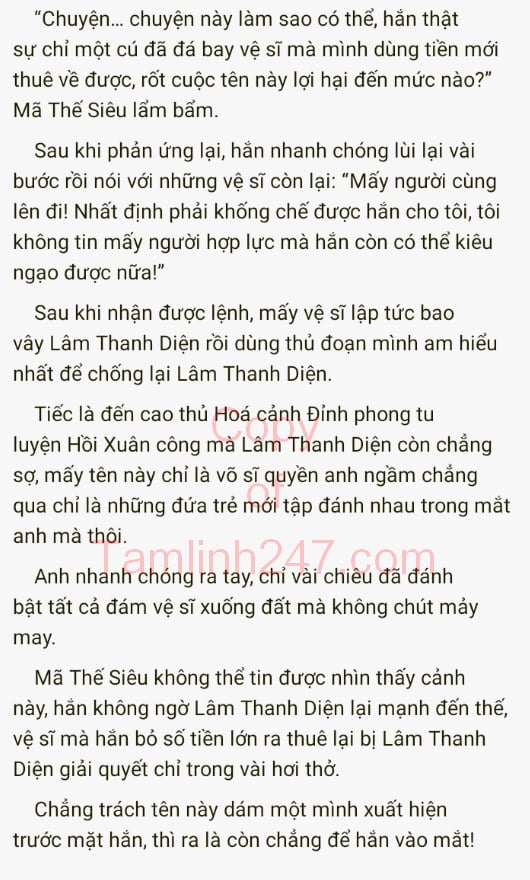 “Chuyện... chuyện này làm sao có thể, hắn thật
sự chỉ một cú đã đá bay vệ sĩ mà mình dùng tiền mới
thuê về được, rốt cuộc tên này lợi hại đến mức nào?”
Mã Thế Siêu lẩm bẩm.
Sau khi phản ứng lại, hắn nhanh chóng lùi lại vài
bước rồi nói với những vệ sĩ còn lại: “Mấy người cùng
lên đi! Nhất định phải khống chế được hắn cho tôi, tôi
không tin mấy người hợp lực mà hắn còn có thể kiêu
ngạo được nữa!”
Sau khi nhận được lệnh, mấy vệ sĩ lập tức bao
vây Lâm Thanh Diện rồi dùng thủ đoạn mình am hiểu
nhất để chống lại Lâm Thanh Diện.
Tiếc là đến cao thủ Hoá cảnh Đỉnh phong tu
luyện Hồi Xuân công mà Lâm Thanh Diện còn chẳng
sợ, mấy tên này chỉ là võ sĩ quyền anh ngầm chẳng
qua chỉ là những đứa trẻ mới tập đánh nhau trong mắt
anh mà thôi.
Anh nhanh chóng ra tay, chỉ vài chiêu đã đánh
bật tất cả đám vệ sĩ xuống đất mà không chút mảy
may.
Mã Thế Siêu không thể tin được nhìn thấy cảnh
này, hắn không ngờ Lâm Thanh Diện lại mạnh đến thế,
vệ sĩ mà hắn bỏ số tiền lớn ra thuê lại bị Lâm Thanh
Diện giải quyết chỉ trong vài hơi thở.
Chẳng trách tên này dám một mình xuất hiện
trước mặt hắn, thì ra là còn chẳng để hắn vào mắt!
Copy
of
Tamlinh247.com